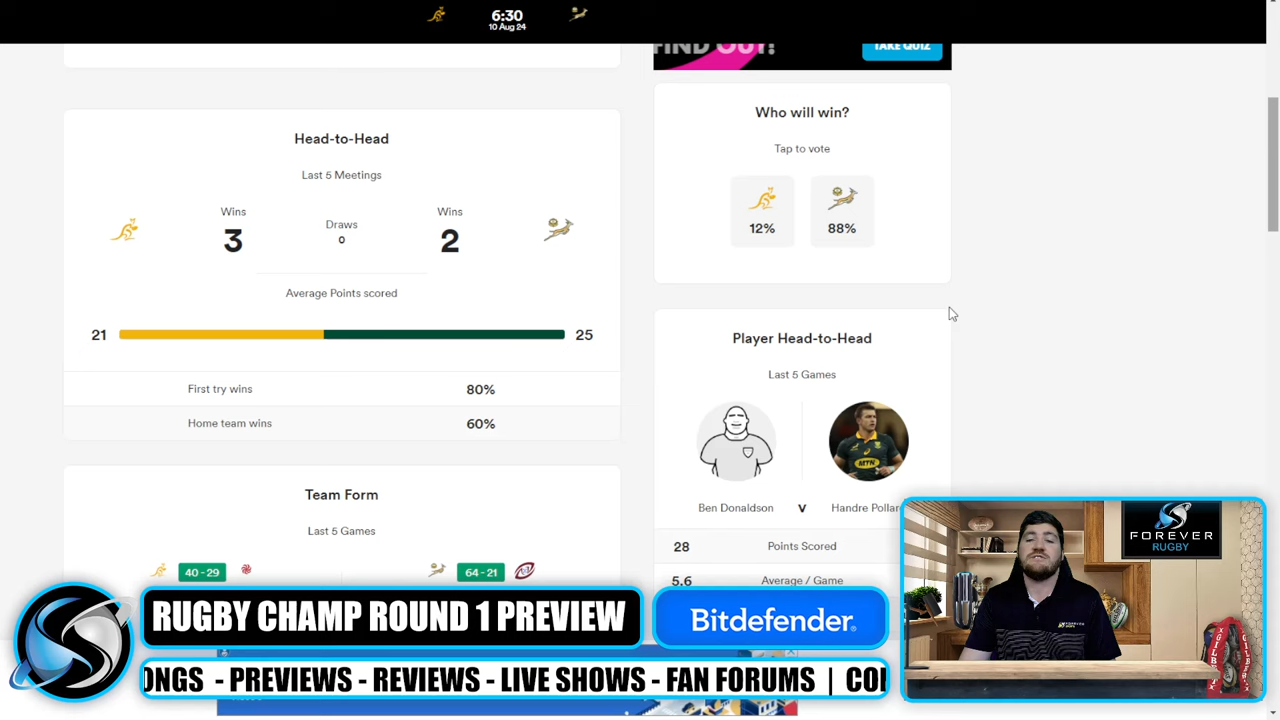 6:30
10 Aug 24
FIND OUT!
TAKE QUIZ
Head-to-Head
Last 5 Meetings
Wins
Draws
Wins
3
0
2
Average Points scored
21
25
First try wins
80%
Home team wins
60%
Who will win?
Tap to vote
12%
88%
Player Head-to-Head
Last 5 Games
MTN
Ben Donaldson
v
Handre Pollar
28
Points Scored
5.6
Average / Game
Team Form
Last 5 Games
40 - 29
64 - 21
FOREVER
RUGBY
RUGBY CHAMP ROUND 1 PREVIEW
Bitdefender.
ONGS - PREVIEWS - REVIEWS - LIVE SHOWS - FAN FORUMS | CO